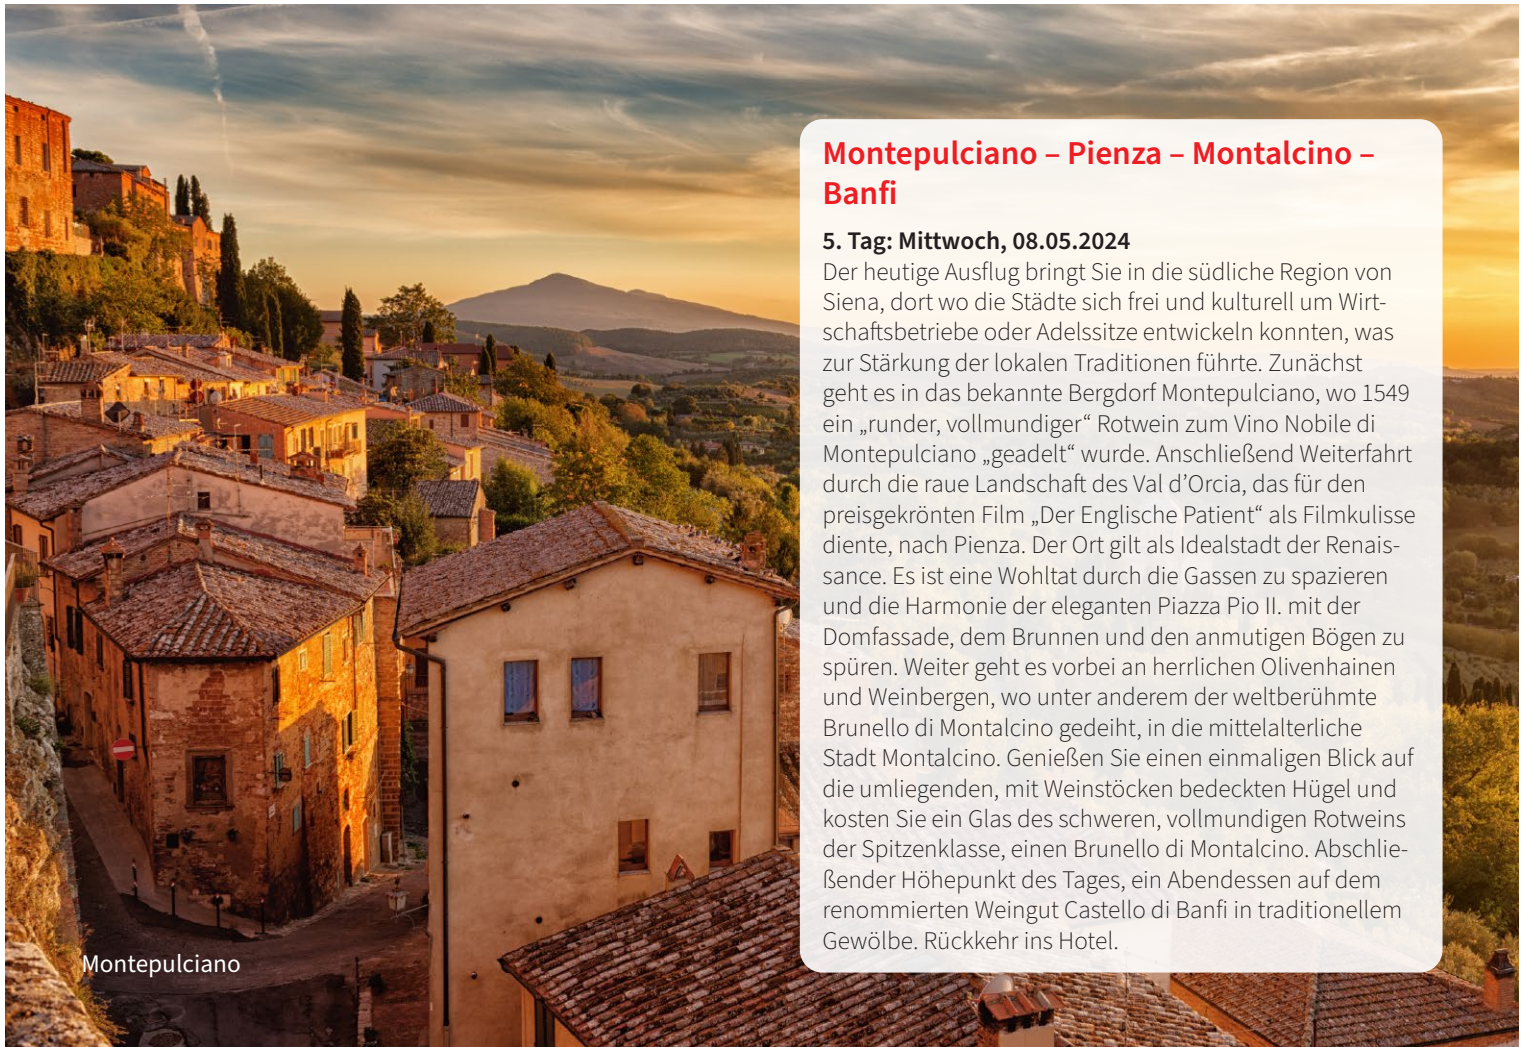 Montepulciano – Pienza – Montalcino –
Banfi
5. Tag: Mittwoch, 08.05.2024
Der heutige Ausflug bringt Sie in die südliche Region von
Siena, dort wo die Städte sich frei und kulturell um Wirt-
schaftsbetriebe oder Adelssitze entwickeln konnten, was
zur Stärkung der lokalen Traditionen führte. Zunächst
geht es in das bekannte Bergdorf Montepulciano, wo 1549
ein „runder, vollmundiger“ Rotwein zum Vino Nobile di
Montepulciano „geadelt“ wurde. Anschließend Weiterfahrt
durch die raue Landschaft des Val d’Orcia, das für den
preisgekrönten Film „Der Englische Patient“ als Filmkulisse
diente, nach Pienza. Der Ort gilt als Idealstadt der Renais-
sance. Es ist eine Wohltat durch die Gassen zu spazieren
und die Harmonie der eleganten Piazza Pio II. mit der
Domfassade, dem Brunnen und den anmutigen Bögen zu
spüren. Weiter geht es vorbei an herrlichen Olivenhainen
und Weinbergen, wo unter anderem der weltberühmte
Brunello di Montalcino gedeiht, in die mittelalterliche
Stadt Montalcino. Genießen Sie einen einmaligen Blick auf
die umliegenden, mit Weinstöcken bedeckten Hügel und
kosten Sie ein Glas des schweren, vollmundigen Rotweins
der Spitzenklasse, einen Brunello di Montalcino. Abschlie-
ßender Höhepunkt des Tages, ein Abendessen auf dem
renommierten Weingut Castello di Banfi in traditionellem
Gewölbe. Rückkehr ins Hotel.
Montepulciano